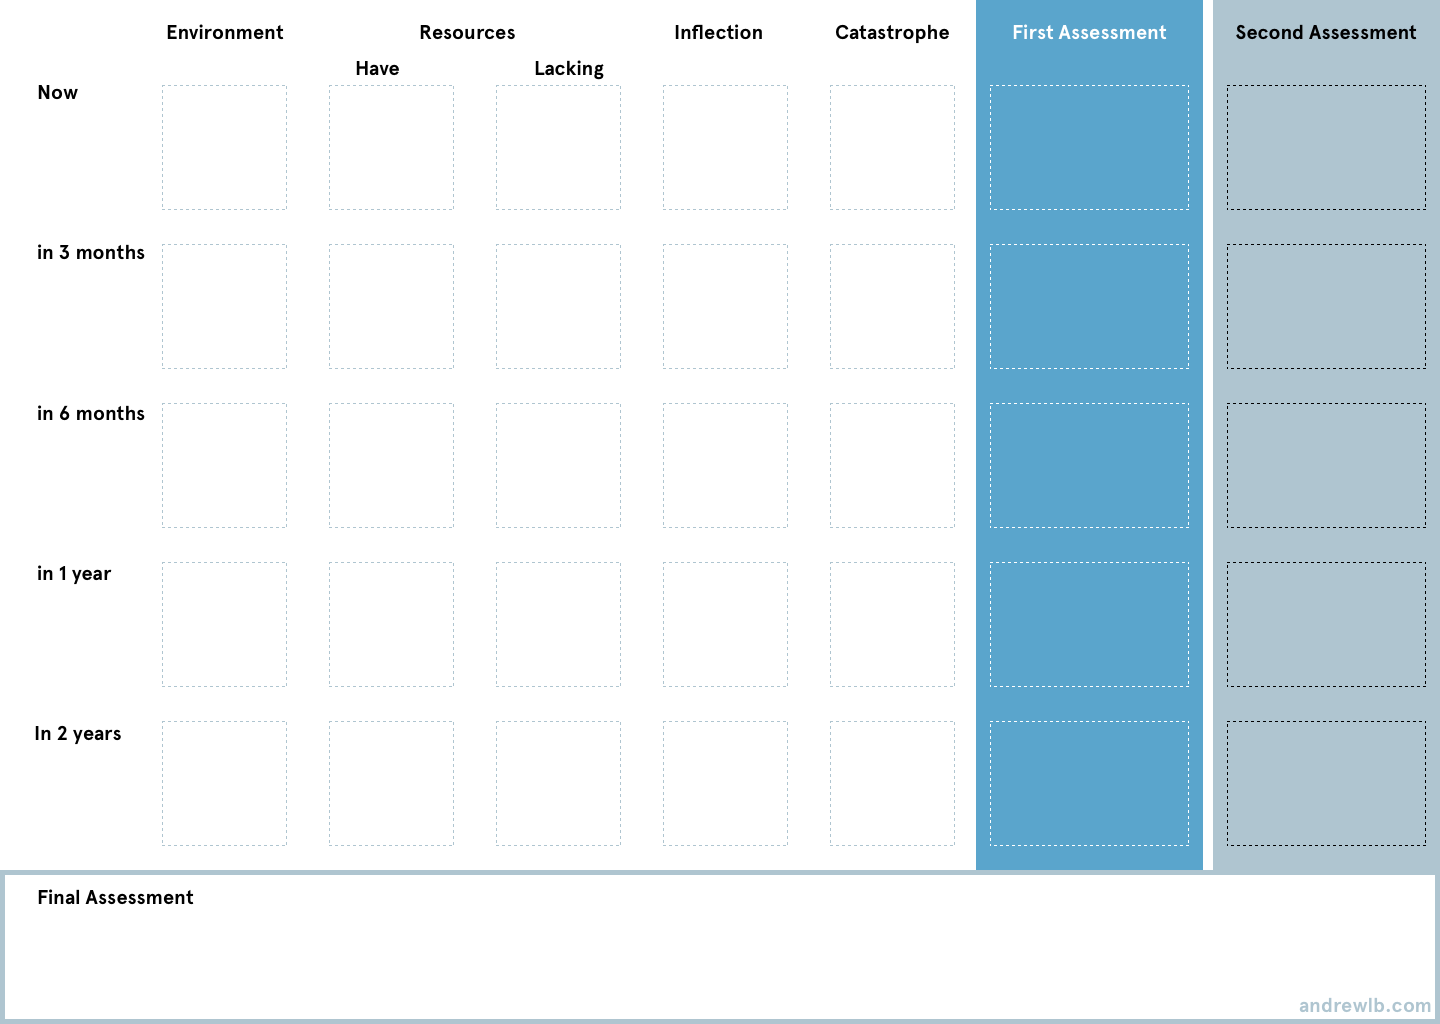 Environment Resources Inflection Catastrophe First Assessment Second Assessment
Have Lacking
Now
in 3 months
in 6 months
in 1 year
In 2 years
Final Assessment
andrewlb.com